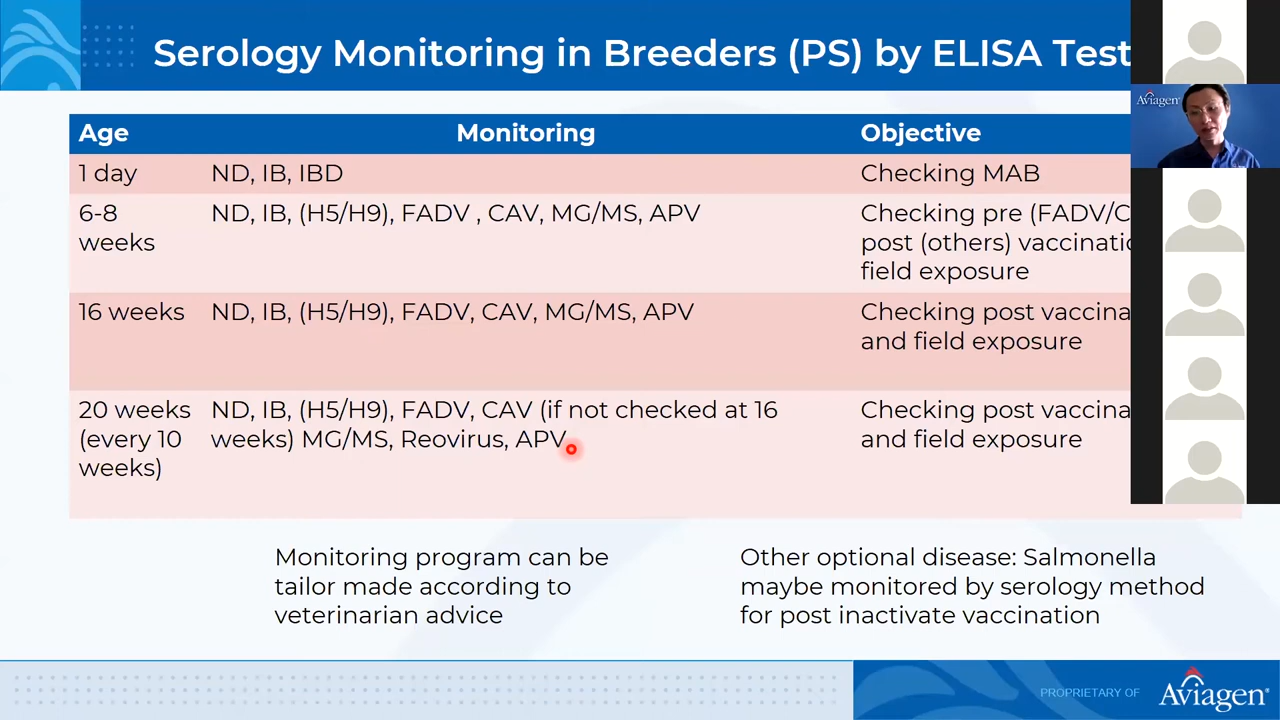 Serology Monitoring in Breeders (PS) by ELISA Test
Aviagen
Age
Monitoring
Objective
1 day
ND, IB, IBD
Checking MAB
6-8
weeks
ND, IB, (H5/H9), FADV , CAV, MG/MS, APV
Checking pre (FADV/C
post (others)
field exposure
16 weeks
ND, IB, (H5/H9), FADV, CAV, MG/MS, APV
Checking post
and field exposure
20 weeks
(every 10
weeks)
ND, IB, (H5/H9), FADV, CAV (if not checked at 16
weeks) MG/MS, Reovirus, APV
Checking post
and field exposure
Monitoring program can be
tailor made according to
veterinarian advice
Other optional disease: Salmonella
maybe monitored by serology method
for post inactivate vaccination
PROPRIETARY OF
Aviagen